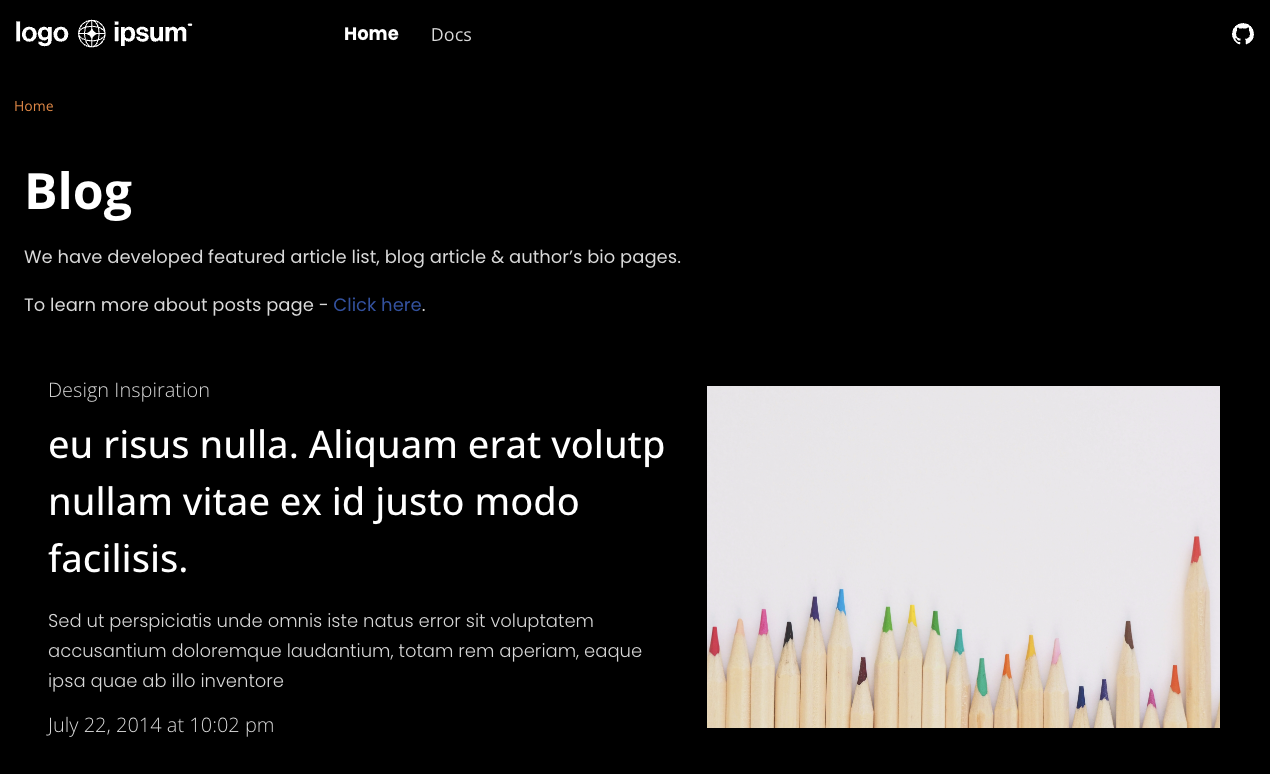 logo ipsum
Home
Docs
Home
Blog
We have developed featured article list, blog article & author’s bio pages.
To learn more about posts page - Click here.
Design Inspiration
eu risus nulla. Aliquam erat volutp
nullam vitae ex id justo modo
facilisis.
Sed ut perspiciatis unde omnis iste natus error sit voluptatem
accusantium doloremque laudantium, totam rem aperiam, eaque
ipsa quae ab illo inventore
July 22, 2014 at 10:02 pm